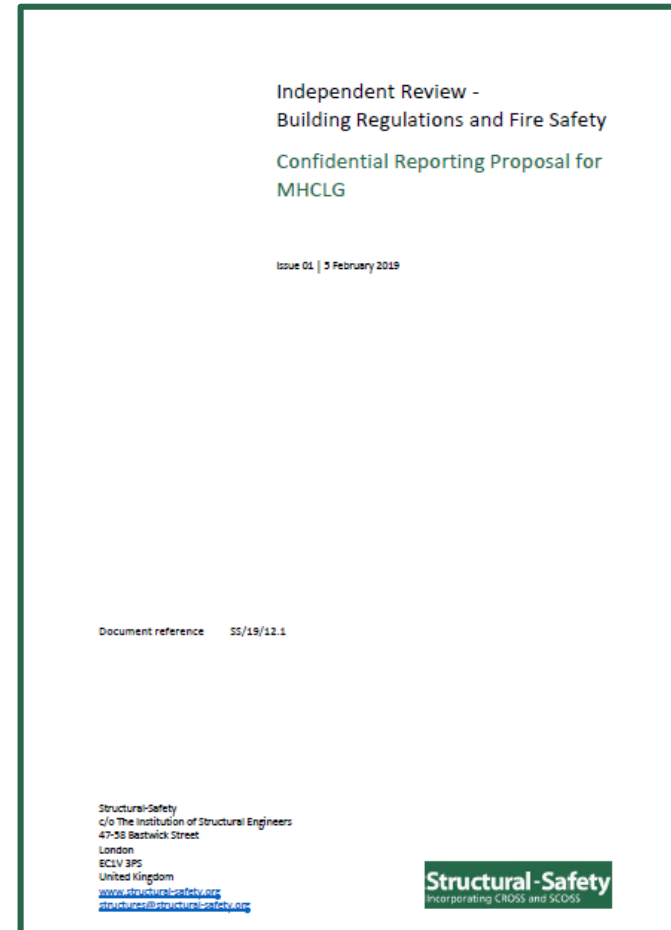 Independent Review -
Building Regulations and Fire Safety
Confidential Reporting Proposal for
MHCLG
Issue 01 | 5 February 2019
Document reference SS/19/12.1
Structural-Safety
c/o The Institution of Structural Engineers
47-58 Bastwick Street
London
EC1V 3PS
United Kingdom
www.structural-safety.org
structures@structural-safety.org
Structural-Safety
Incorporating CROSS and SCOSS